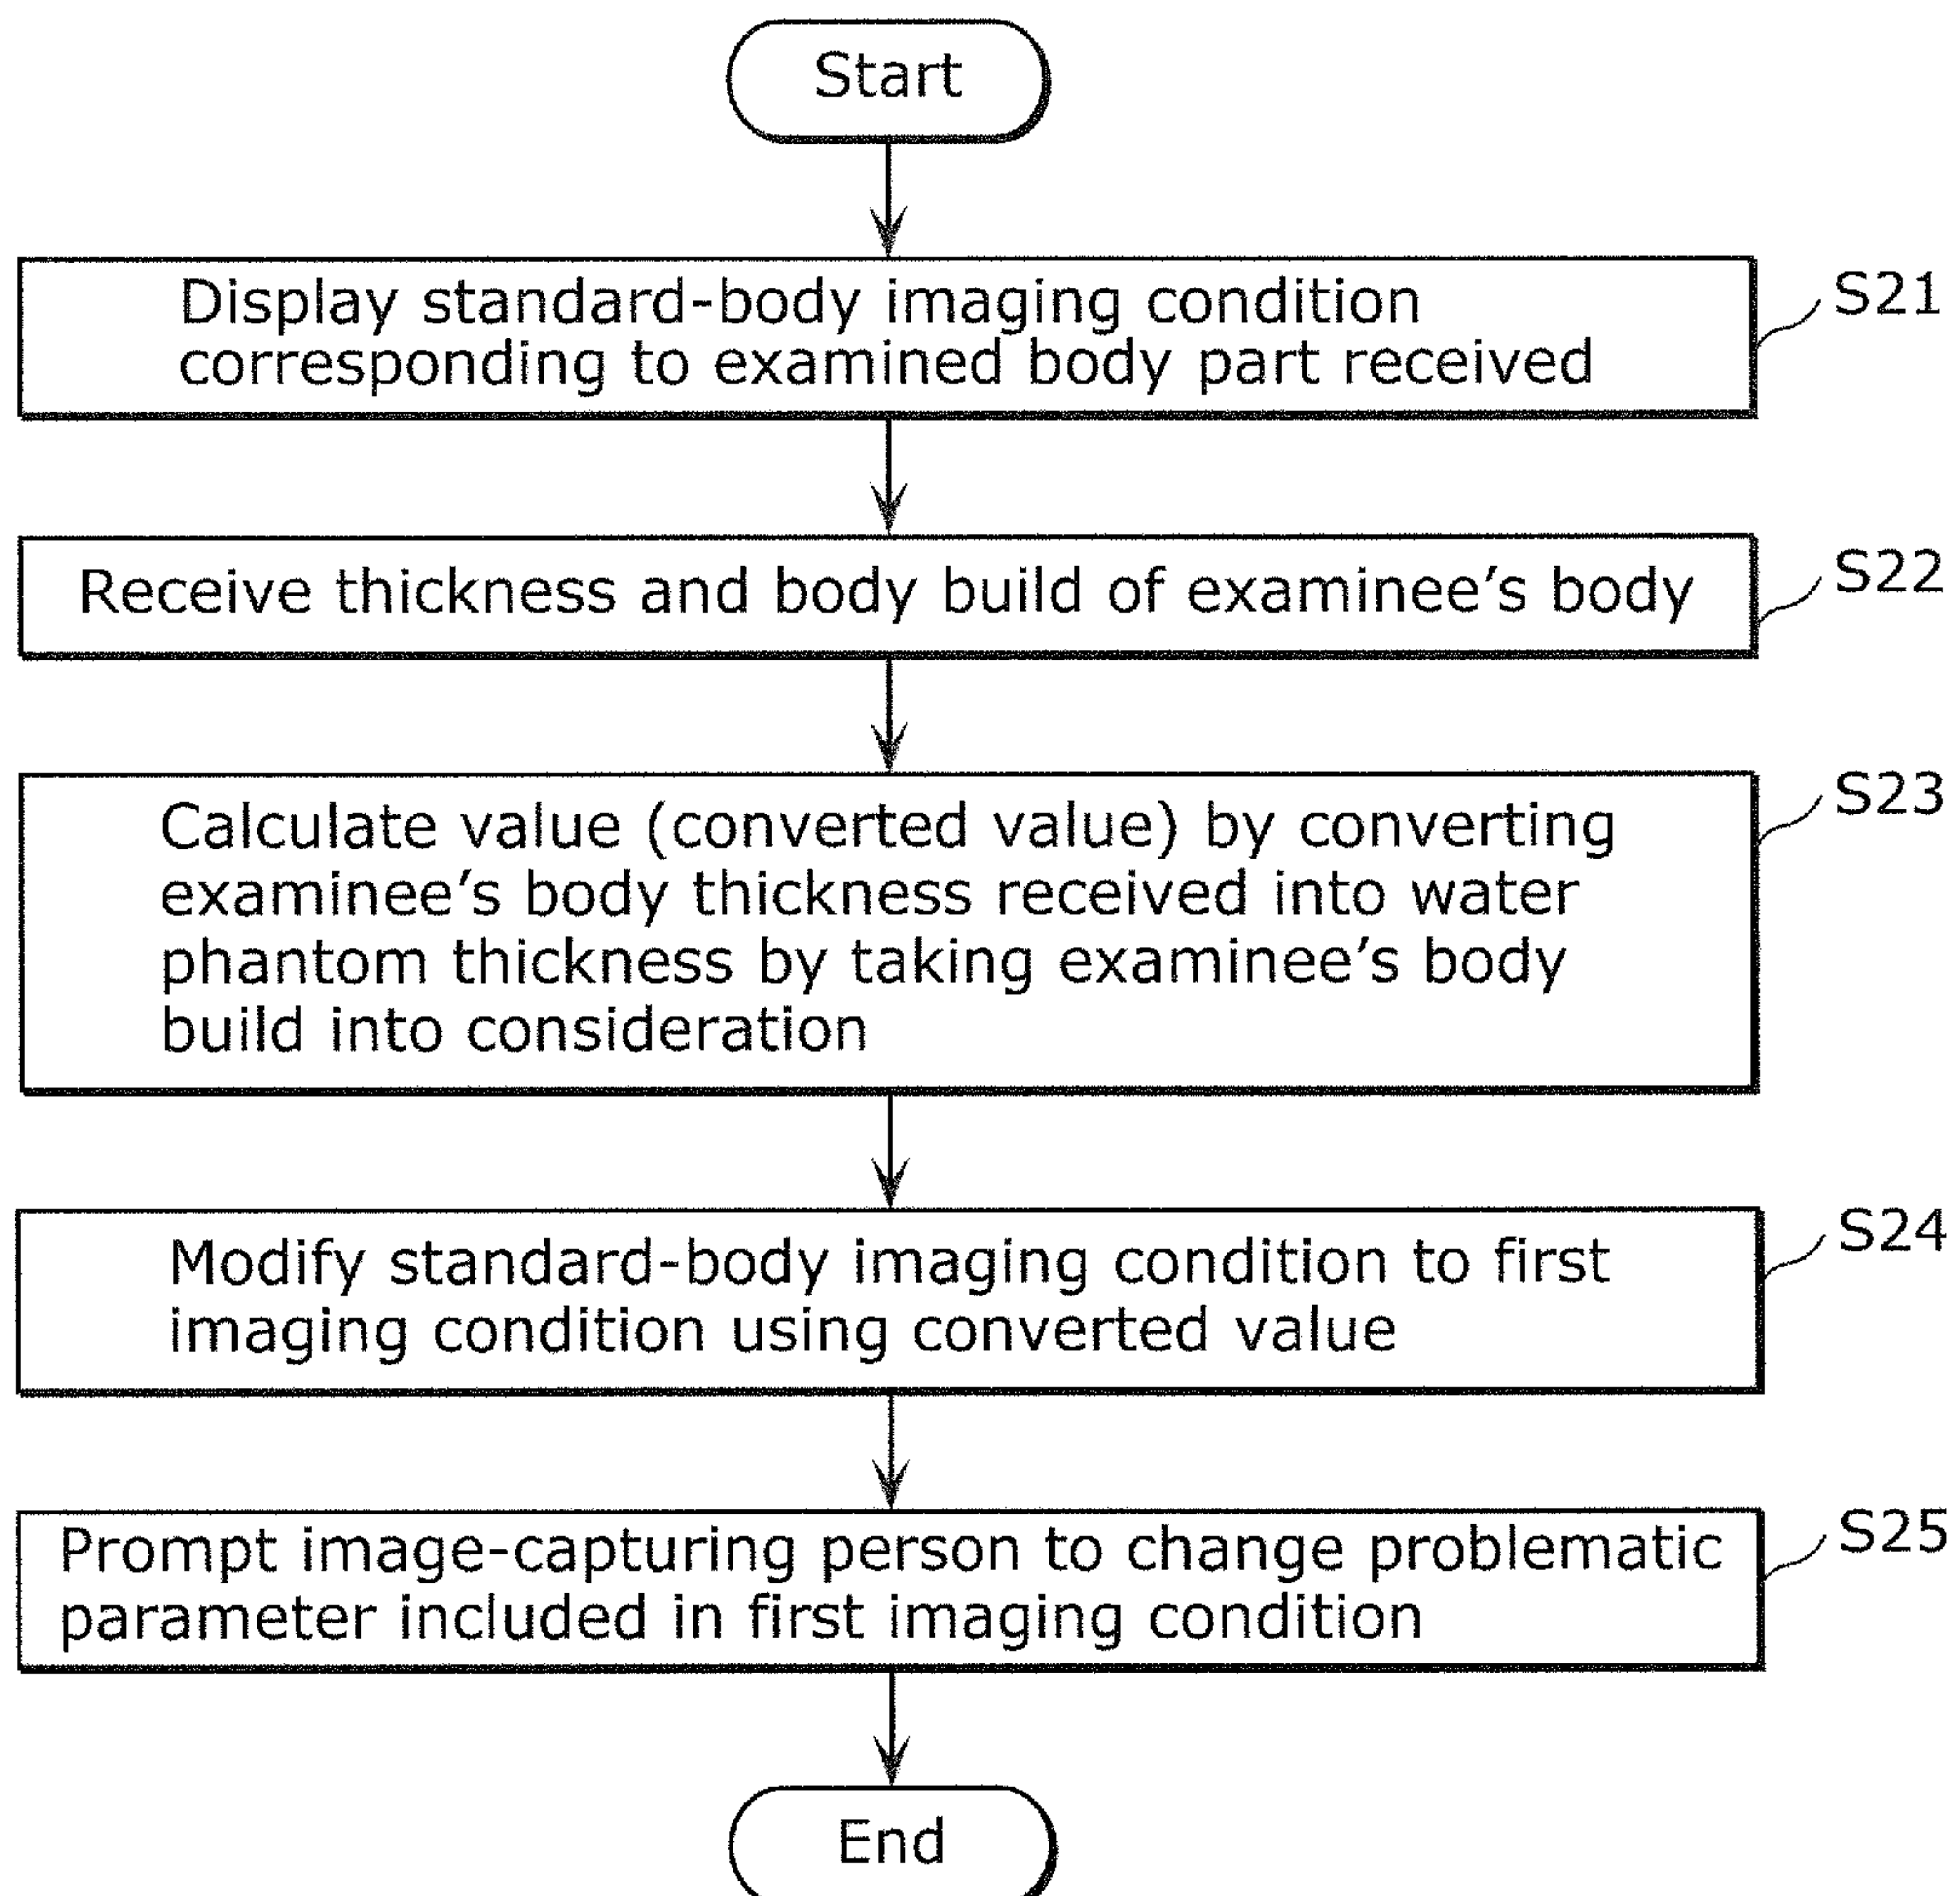 Start
Display standard-body imaging condition
corresponding to examined body part received
S21
Receive thickness and body build of examinee's body
S22
Calculate value (converted value) by converting
examinee's body thickness received into water
phantom thickness by taking examinee's body
build into consideration
S23
Modify standard-body imaging condition to first
imaging condition using converted value
S24
Prompt image-capturing person to change problematic
parameter included in first imaging condition
S25
End